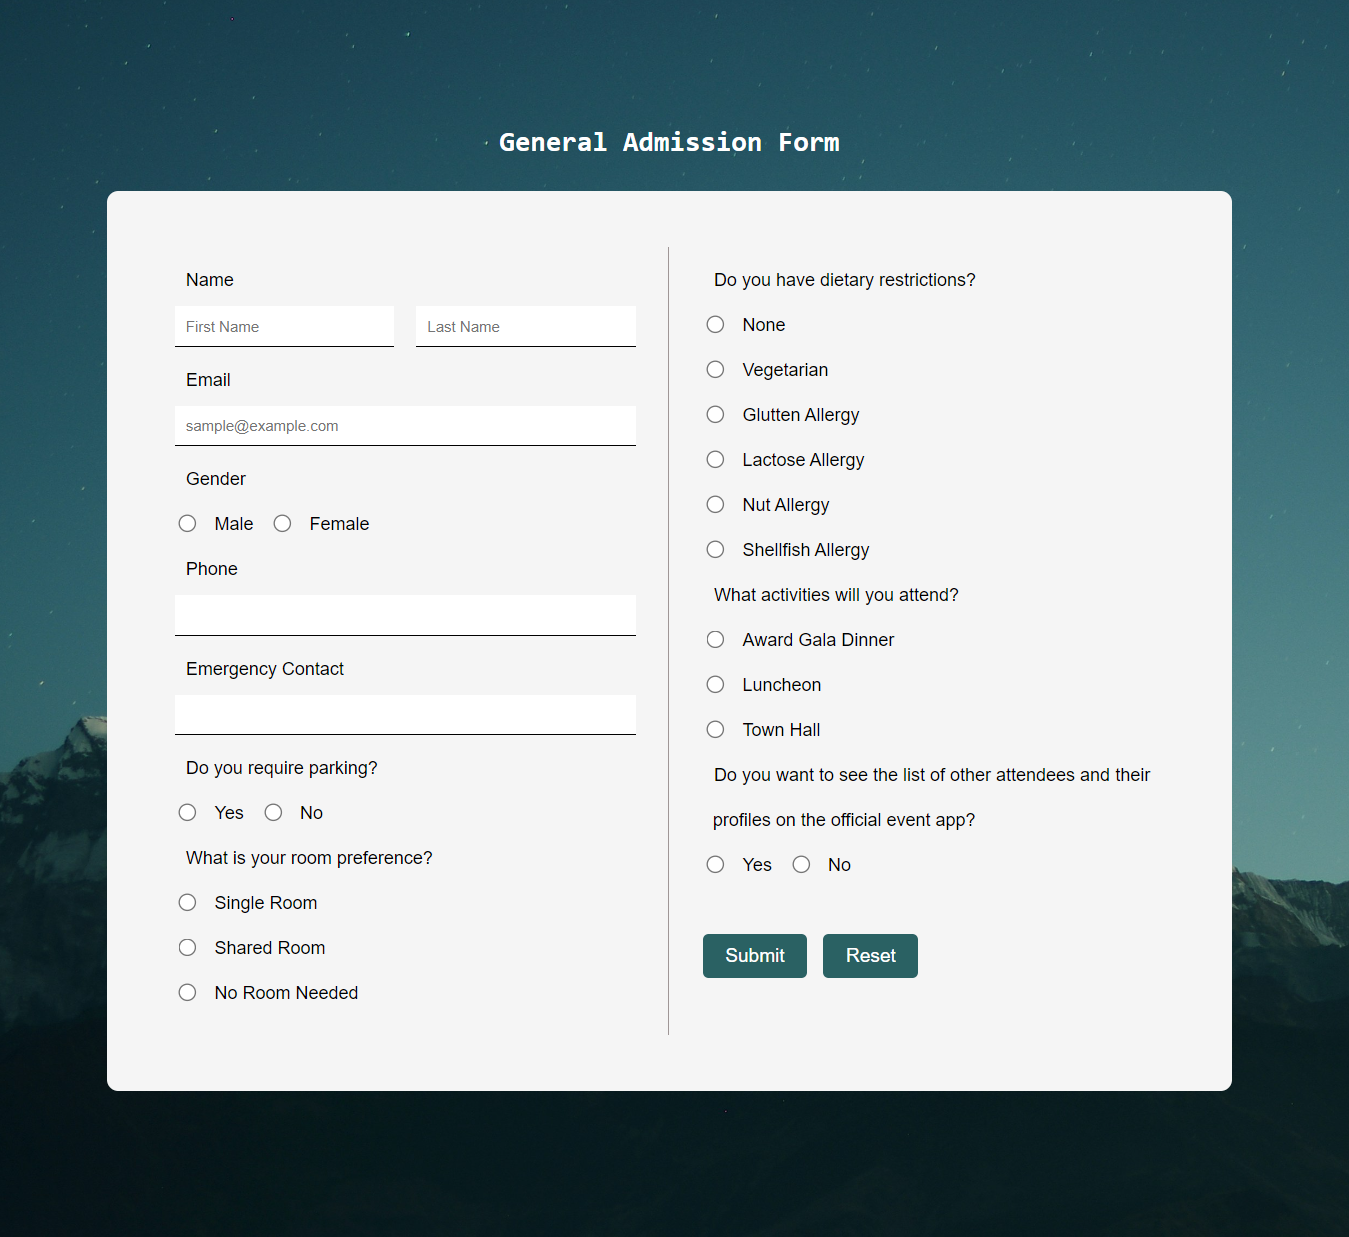 General Admission Form
Name
First Name Last Name
Email
sample@example.com
Gender
Male Female
Phone
Emergency Contact
Do you require parking?
Yes No
What is your room preference?
Single Room
Shared Room
No Room Needed
Do you have dietary restrictions?
None
Vegetarian
Glutten Allergy
Lactose Allergy
Nut Allergy
Shellfish Allergy
What activities will you attend?
Award Gala Dinner
Luncheon
Town Hall
Do you want to see the list of other attendees and their
profiles on the official event app?
Yes No
Submit Reset